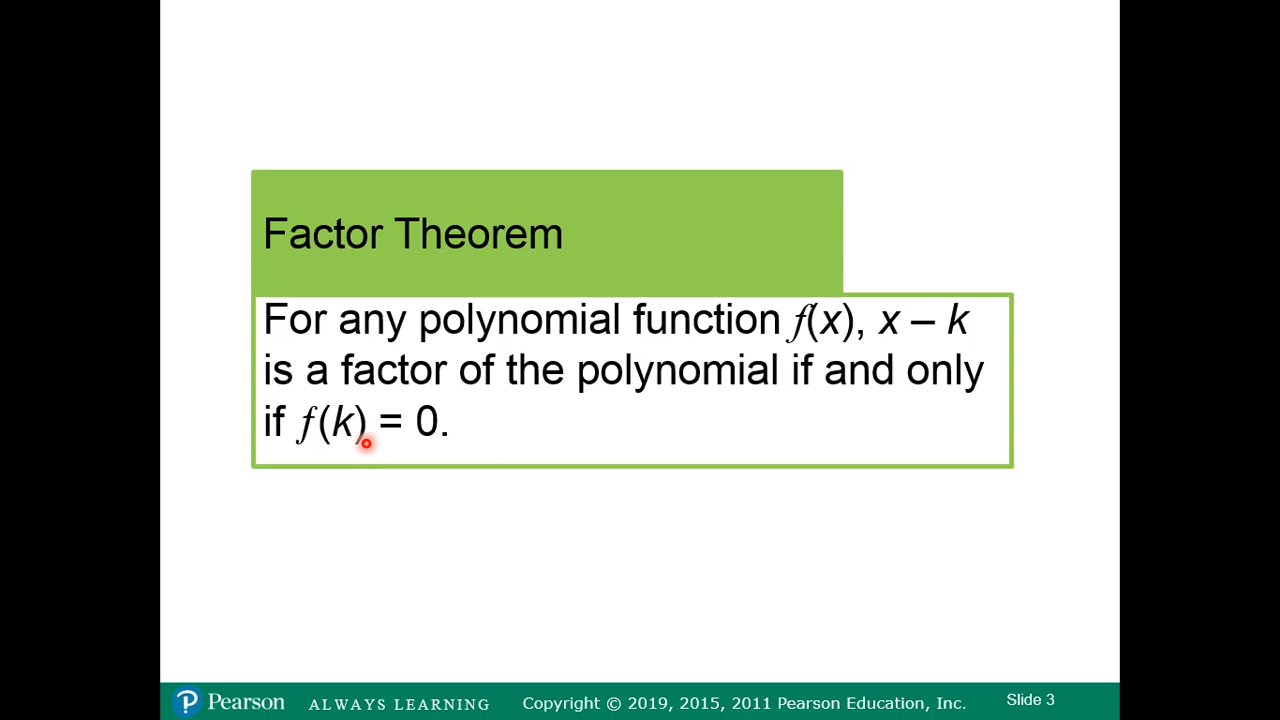 Factor Theorem
For any polynomial function f(x), x – k
is a factor of the polynomial if and only
if f(k) = 0.
Pearson ALWAYS LEARNING Copyright © 2019, 2015, 2011 Pearson Education, Inc. Slide 3